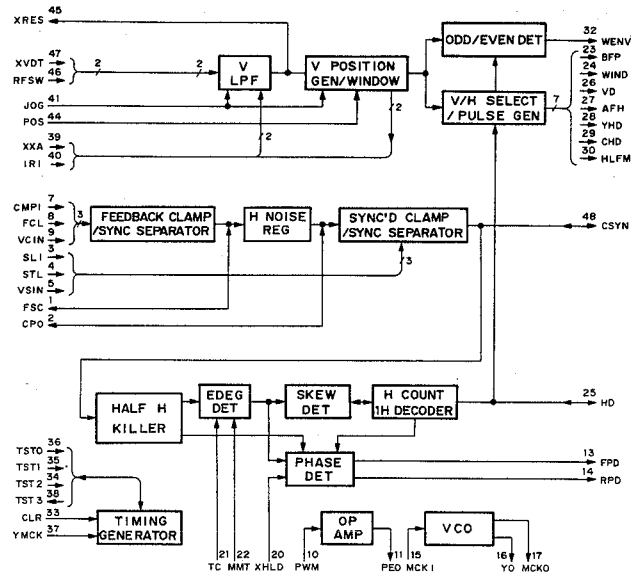 45
XRES
47
XVDT
46
RFSW
2
2
V
LPF
V POSITION
GEN/WINDOW
ODD/EVEN DET
32
WENV
23
BFP
24
WIND
26
VD
27
AFH
28
YHD
29
CHD
30
HLFM
V/H SELECT
/PULSE GEN
7
41
JOG
44
POS
39
XXA
40
IRI
2
2
7
CMPI
8
FCL
9
VCIN
3
3
SLI
4
STL
5
VSIN
1
FSC
2
CPO
FEEDBACK CLAMP
/SYNC SEPARATOR
H NOISE
REG
SYNC'D CLAMP
/SYNC SEPARATOR
3
48
CSYN
HALF H
KILLER
EDEG
DET
SKEW
DET
H COUNT
1H DECODER
25
HD
PHASE
DET
13
FPD
14
RPD
36
TST0
35
TST1
34
TST2
38
TST3
33
CLR
37
YMCK
TIMING
GENERATOR
OP
AMP
VCO
21
TC
22
MMT
20
XHLD
10
PWM
11
PEO
15
MCKI
16
YO
17
MCKO